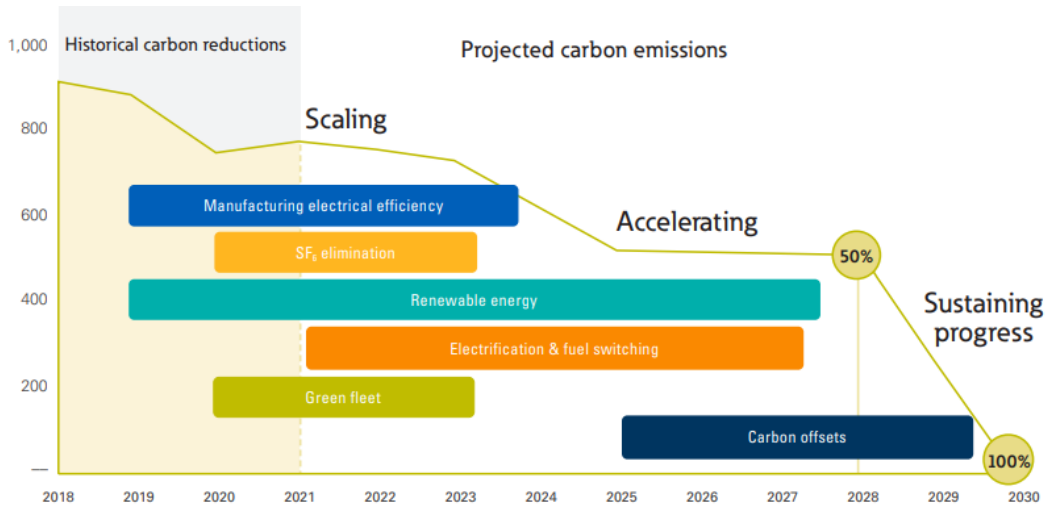 1,000
Historical carbon reductions
Projected carbon emissions
800
Scaling
600
Manufacturing electrical efficiency
Accelerating
SF₆ elimination
50%
400
Renewable energy
Sustaining
progress
Electrification & fuel switching
200
Green fleet
Carbon offsets
—
100%
2018 2019 2020 2021 2022 2023 2024 2025 2026 2027 2028 2029 2030